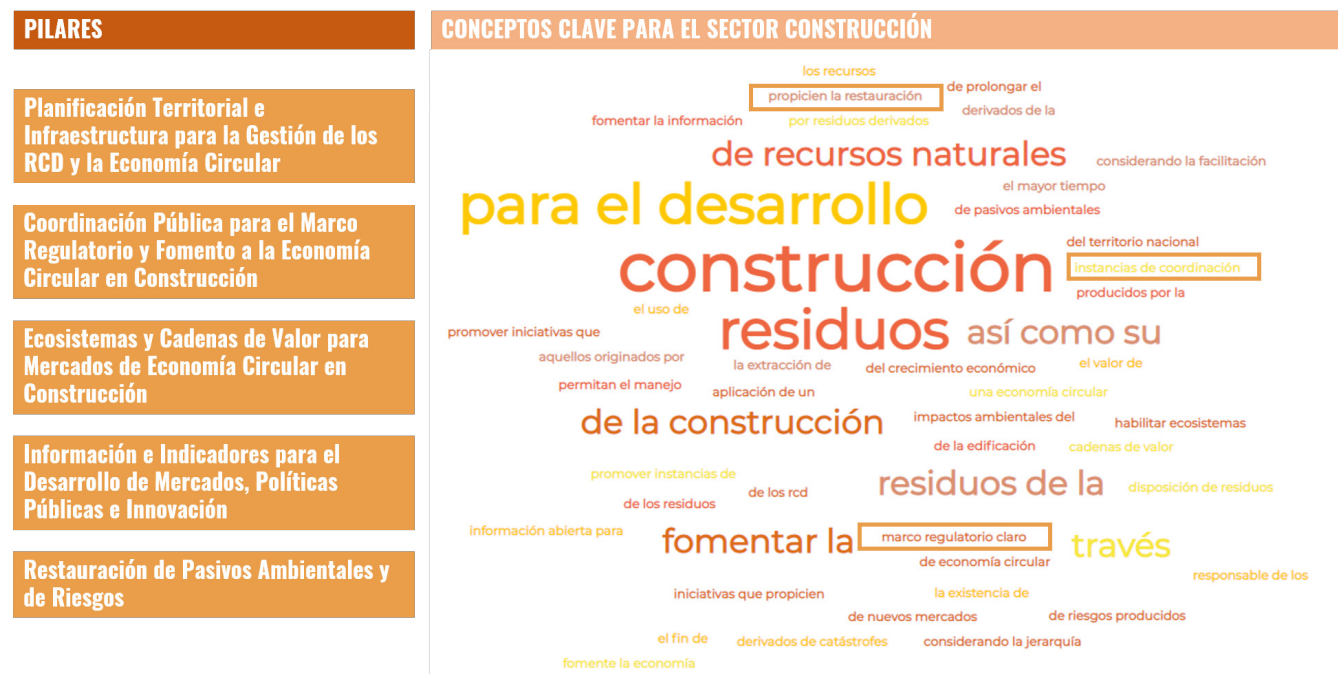 PILARES
Planificación Territorial e
Infraestructura para la Gestión de los
RCD y la Economía Circular
Coordinación Pública para el Marco
Regulatorio y Fomento a la Economía
Circular en Construcción
Ecosistemas y Cadenas de Valor para
Mercados de Economía Circular en
Construcción
Información e Indicadores para el
Desarrollo de Mercados, Políticas
Públicas e Innovación
Restauración de Pasivos Ambientales y
de Riesgos
CONCEPTOS CLAVE PARA EL SECTOR CONSTRUCCIÓN
los recursos
de prolongar el
propicien la restauración
derivados de la
fomentar la información
por residuos derivados
de recursos naturales
considerando la facilitación
el mayor tiempo
para el desarrollo
de pasivos ambientales
del territorio nacional
construcción
instancias de coordinación
producidos por la
el uso de
promover iniciativas que
residuos
así como su
aquellos originados por
la extracción de
del crecimiento económico
el valor de
permitan el manejo
aplicación de un
una economía circular
de la construcción
impactos ambientales del
habilitar ecosistemas
de la edificación
cadenas de valor
promover instancias de
residuos de la
disposición de residuos
de los rcd
de los residuos
información abierta para
fomentar la
marco regulatorio claro
través
de economía circular
responsable de los
iniciativas que propicien
la existencia de
de nuevos mercados
de riesgos producidos
el fin de
derivados de catástrofes
considerando la jerarquía
fomente la economía